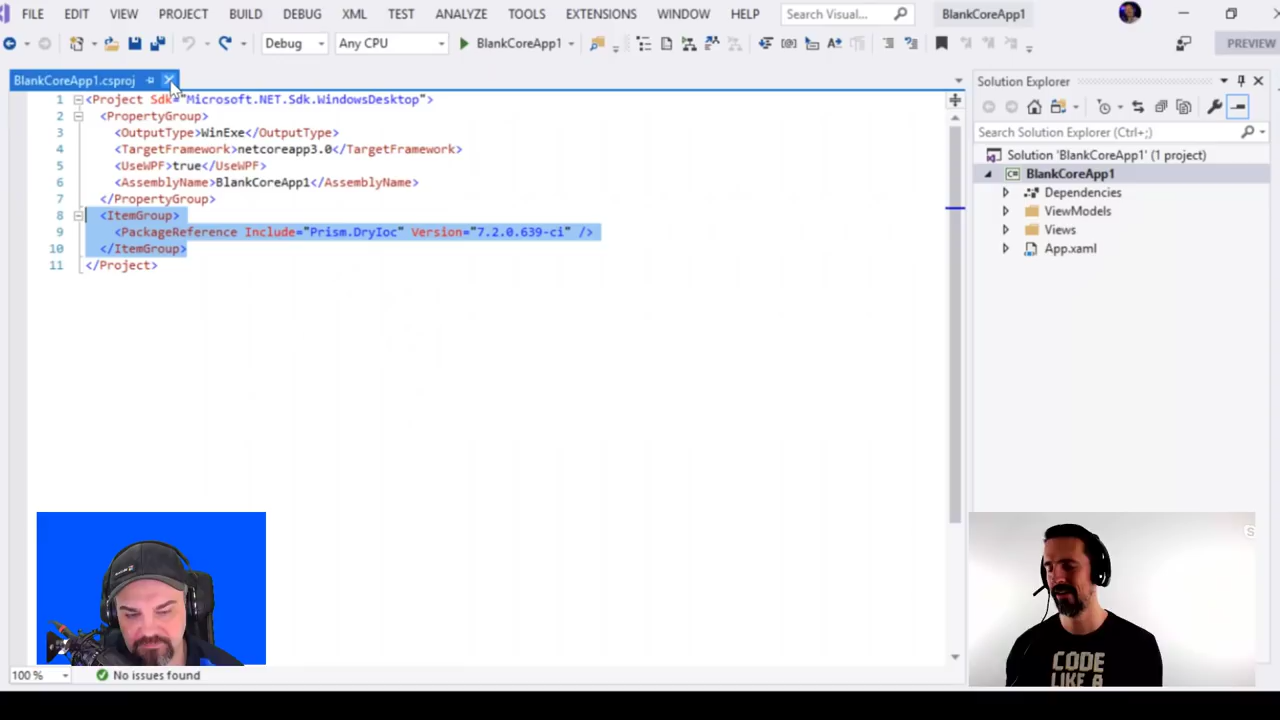 FILE EDIT VIEW PROJECT BUILD DEBUG XML TEST ANALYZE TOOLS EXTENSIONS WINDOW HELP Search Visual... BlankCoreApp1
Debug Any CPU BlankCoreApp1 PREVIEW
BlankCoreApp1.csproj
1 <Project Sdk="Microsoft.NET.Sdk.WindowsDesktop">
2 <PropertyGroup>
3 <OutputType>WinExe</OutputType>
4 <TargetFramework>netcoreapp3.0</TargetFramework>
5 <UseWPF>true</UseWPF>
6 <AssemblyName>BlankCoreApp1</AssemblyName>
7 </PropertyGroup>
8 <ItemGroup>
9 <PackageReference Include="Prism.DryIoc" Version="7.2.0.639-ci" />
10 </ItemGroup>
11 </Project>
Solution Explorer
Search Solution Explorer (Ctrl+;)
Solution 'BlankCoreApp1' (1 project)
C# BlankCoreApp1
Dependencies
ViewModels
Views
App.xaml
S
CODE
LIKE A
100 % No issues found